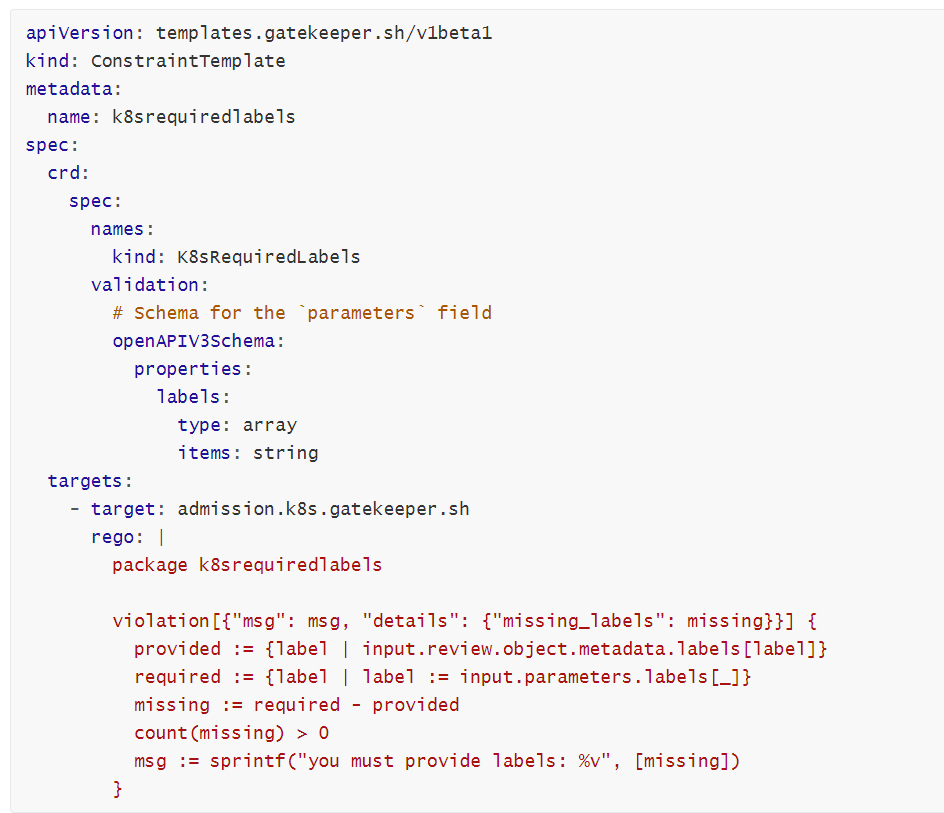 apiVersion: templates.gatekeeper.sh/v1beta1
kind: ConstraintTemplate
metadata:
  name: k8srequiredlabels
spec:
  crd:
    spec:
      names:
        kind: K8sRequiredLabels
      validation:
        # Schema for the `parameters` field
        openAPIV3Schema:
          properties:
            labels:
              type: array
              items: string
  targets:
    - target: admission.k8s.gatekeeper.sh
      rego: |
        package k8srequiredlabels

        violation[{"msg": msg, "details": {"missing_labels": missing}}] {
          provided := {label | input.review.object.metadata.labels[label]}
          required := {label | label := input.parameters.labels[_]}
          missing := required - provided
          count(missing) > 0
          msg := sprintf("you must provide labels: %v", [missing])
        }